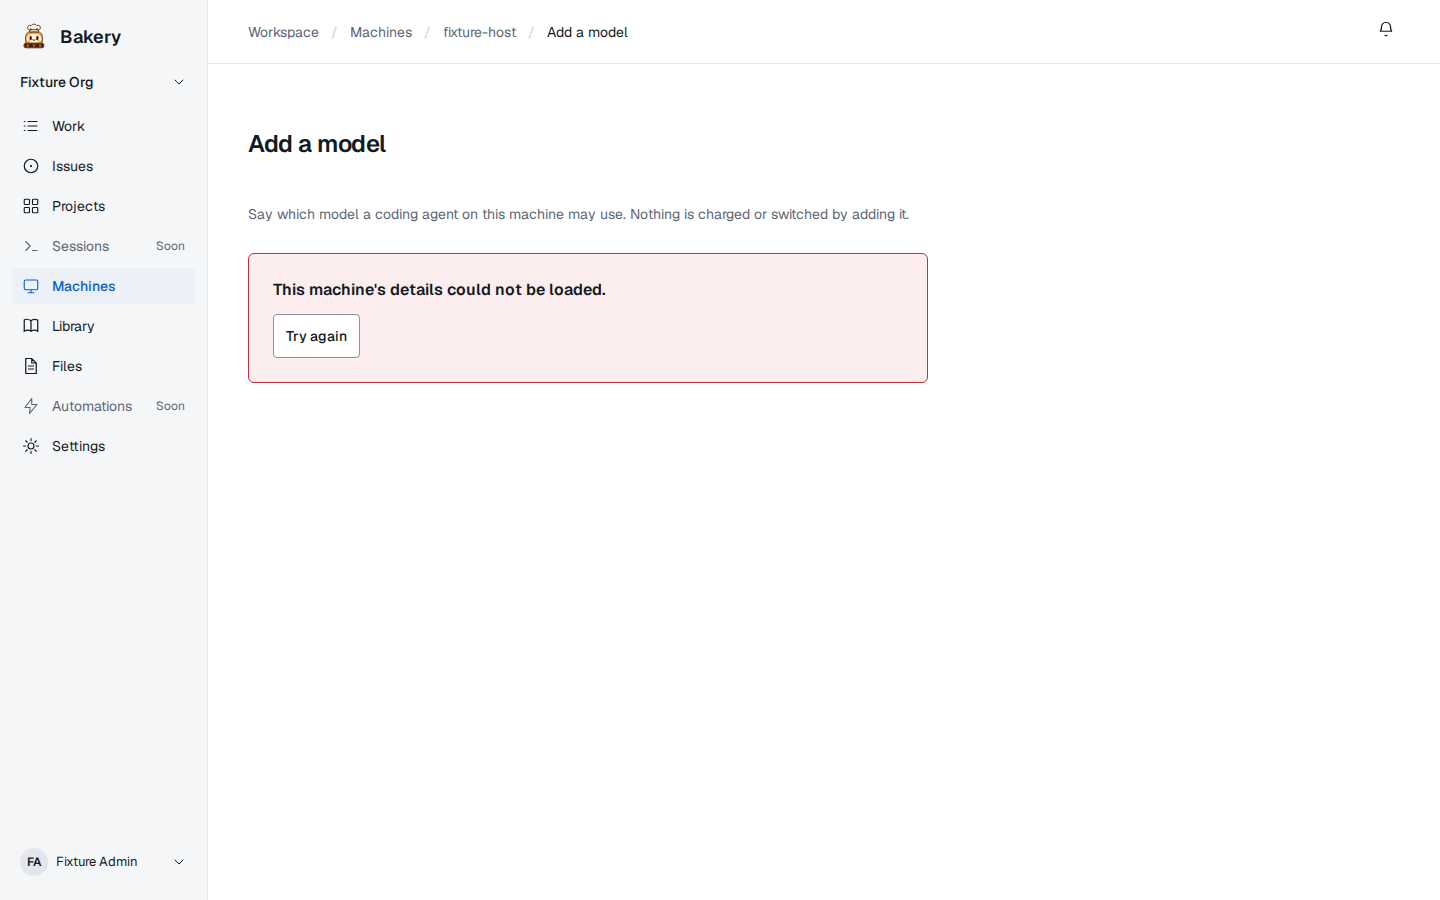 Bakery
Fixture Org
Work
Issues
Projects
Sessions Soon
Machines
Library
Files
Automations Soon
Settings
FA Fixture Admin
Workspace / Machines / fixture-host / Add a model
Add a model
Say which model a coding agent on this machine may use. Nothing is charged or switched by adding it.
This machine's details could not be loaded.
Try again